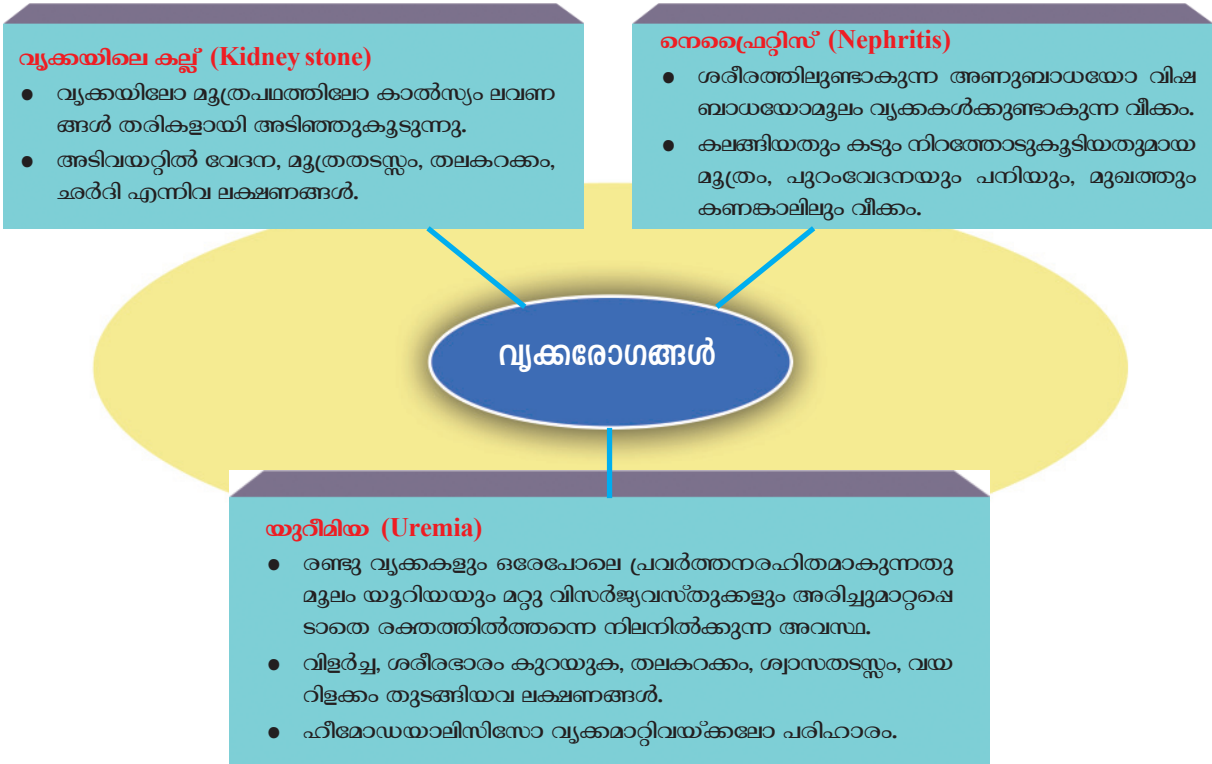 വൃക്കയിലെ കല്ല് (Kidney stone)
● വൃക്കയിലോ മൂത്രപഥത്തിലോ കാൽസ്യം ലവണ
ങ്ങൾ തരികളായി അടിഞ്ഞുകൂടുന്നു.
● അടിവയറ്റിൽ വേദന, മൂത്രതടസ്സം, തലകറക്കം,
ഛർദി എന്നിവ ലക്ഷണങ്ങൾ.
നെഫ്രൈറ്റിസ് (Nephritis)
● ശരീരത്തിലുണ്ടാകുന്ന അണുബാധയോ വിഷ
ബാധയോമൂലം വൃക്കകൾക്കുണ്ടാകുന്ന വീക്കം.
● കലങ്ങിയതും കടും നിറത്തോടുകൂടിയതുമായ
മൂത്രം, പുറംവേദനയും പനിയും, മുഖത്തും
കണങ്കാലിലും വീക്കം.
വൃക്കരോഗങ്ങൾ
യുറീമിയ (Uremia)
● രണ്ടു വൃക്കകളും ഒരേപോലെ പ്രവർത്തനരഹിതമാകുന്നതു
മൂലം യൂറിയയും മറ്റു വിസർജ്യവസ്തുക്കളും അരിച്ചുമാറ്റപ്പെ
ടാതെ രക്തത്തിൽത്തന്നെ നിലനിൽക്കുന്ന അവസ്ഥ.
● വിളർച്ച, ശരീരഭാരം കുറയുക, തലകറക്കം, ശ്വാസതടസ്സം, വയ
റിളക്കം തുടങ്ങിയവ ലക്ഷണങ്ങൾ.
● ഹീമോഡയാലിസിസോ വൃക്കമാറ്റിവയ്ക്കലോ പരിഹാരം.